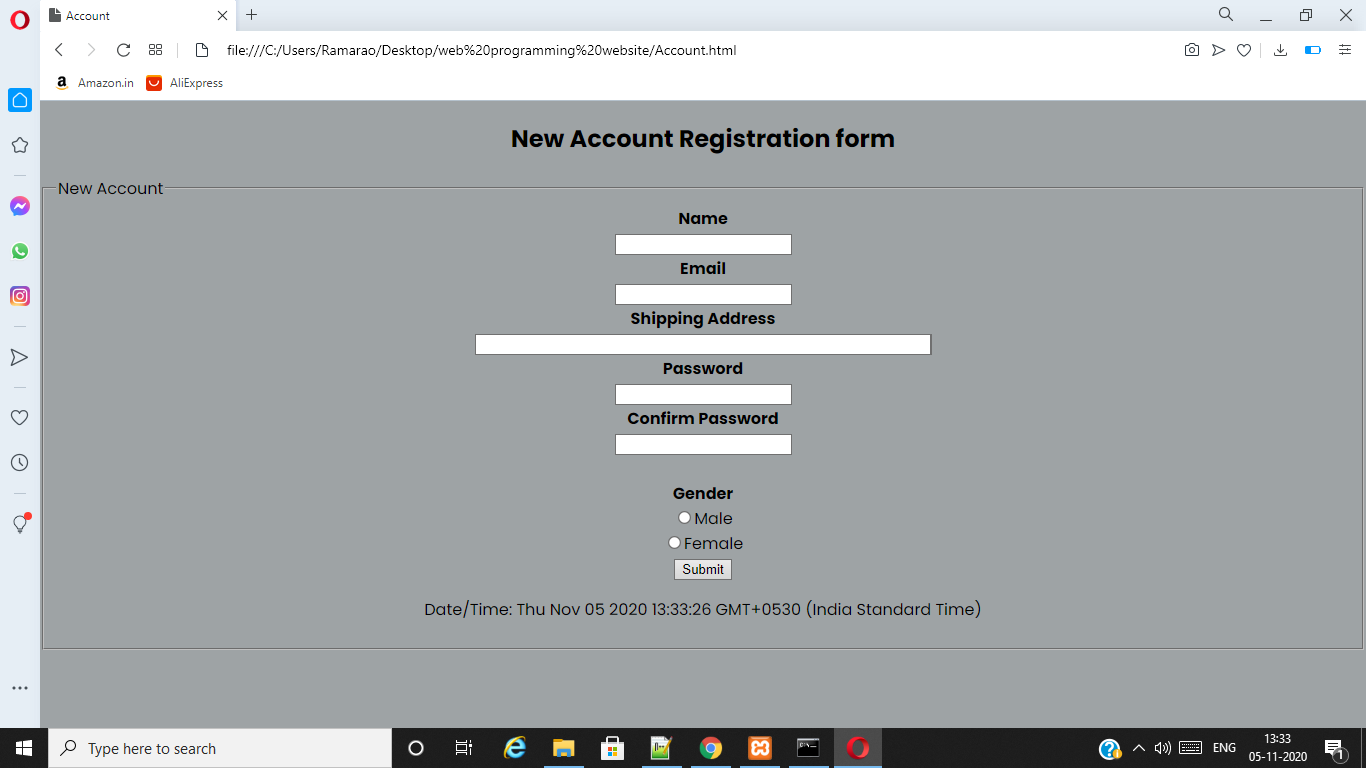 Account
file:///C:/Users/Ramarao/Desktop/web%20programming%20website/Account.html
Amazon.in
AliExpress
New Account Registration form
New Account
Name
Email
Shipping Address
Password
Confirm Password
Gender
Male
Female
Submit
Date/Time: Thu Nov 05 2020 13:33:26 GMT+0530 (India Standard Time)
Type here to search
ENG
13:33
05-11-2020
1